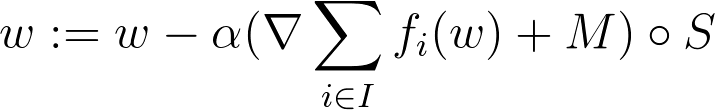 w := w − α(∇ ∑_{i∈I} f_i(w) + M) ∘ S